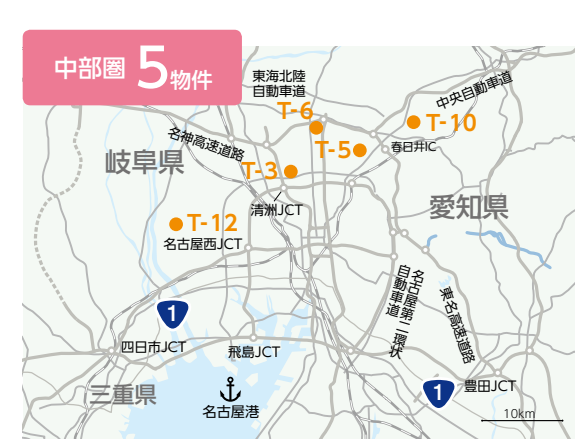 中部圏 5物件
東海北陸
自動車道
中央自動車道
T-6
T-10
名神高速道路
T-5
春日井IC
岐阜県
T-3
愛知県
清洲JCT
T-12
名古屋西JCT
名古屋第二環状
自動車道
東名高速道路
1
四日市JCT
飛島JCT
三重県
名古屋港
1
豊田JCT
10km